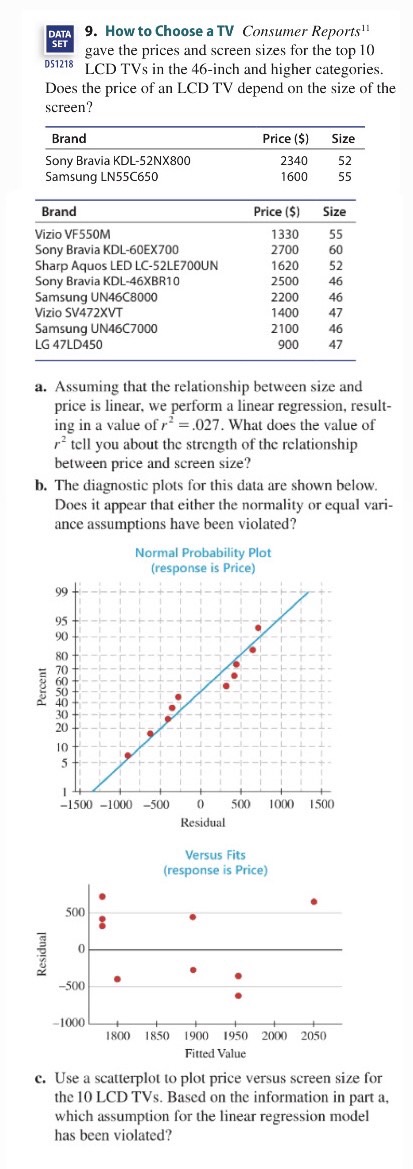 DATA SET
DS1218
9. How to Choose a TV Consumer Reports¹¹
gave the prices and screen sizes for the top 10
LCD TVs in the 46-inch and higher categories.
Does the price of an LCD TV depend on the size of the
screen?
Brand Price ($) Size
Sony Bravia KDL-52NX800 2340 52
Samsung LN55C650 1600 55
Brand Price ($) Size
Vizio VF550M 1330 55
Sony Bravia KDL-60EX700 2700 60
Sharp Aquos LED LC-52LE700UN 1620 52
Sony Bravia KDL-46XBR10 2500 46
Samsung UN46C8000 2200 46
Vizio SV472XVT 1400 47
Samsung UN46C7000 2100 46
LG 47LD450 900 47
a. Assuming that the relationship between size and
price is linear, we perform a linear regression, result-
ing in a value of r² = .027. What does the value of
r² tell you about the strength of the relationship
between price and screen size?
b. The diagnostic plots for this data are shown below.
Does it appear that either the normality or equal vari-
ance assumptions have been violated?
Normal Probability Plot
(response is Price)
99
95
90
80
70
60
50
40
30
20
10
5
1
Percent
-1500 -1000 -500 0 500 1000 1500
Residual
Versus Fits
(response is Price)
500
0
-500
-1000
Residual
1800 1850 1900 1950 2000 2050
Fitted Value
c. Use a scatterplot to plot price versus screen size for
the 10 LCD TVs. Based on the information in part a,
which assumption for the linear regression model
has been violated?